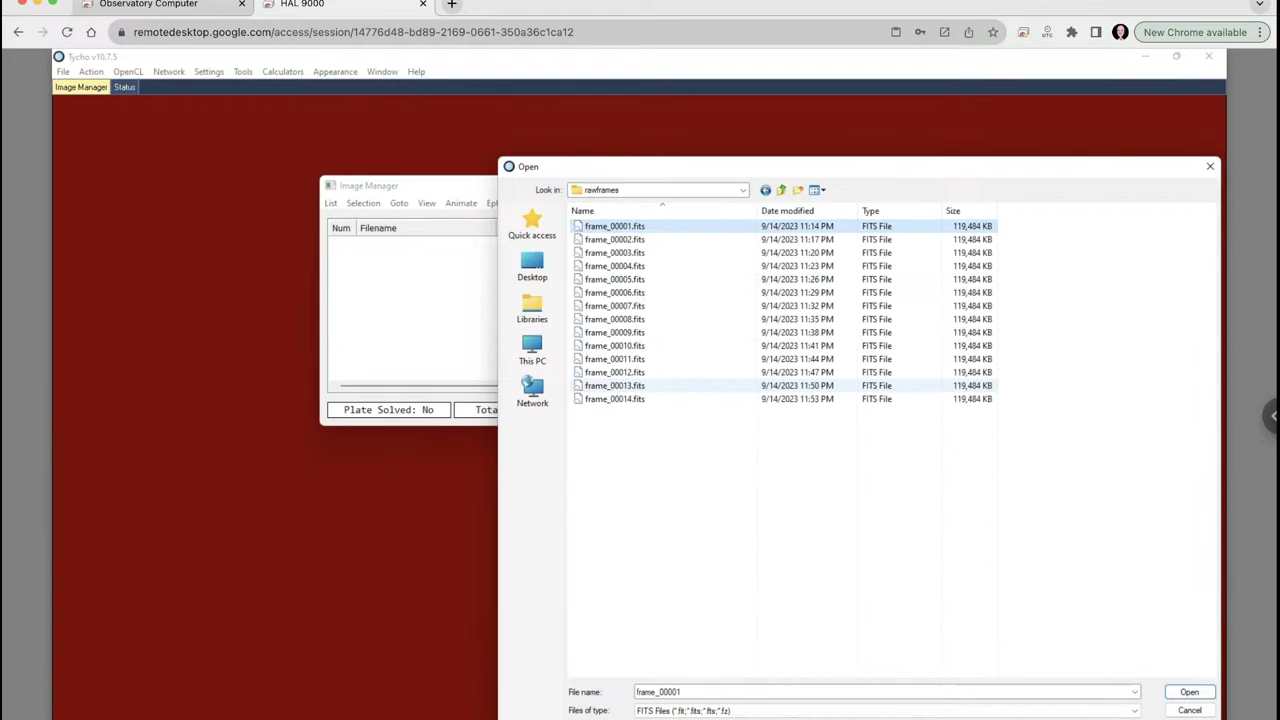 Observatory Computer HAL 9000
remotedesktop.google.com/access/session/14776d48-bd89-2169-0661-350a36c1ca12 New Chrome available
Tycho v10.7.5
File Action OpenCL Network Settings Tools Calculators Appearance Window Help
Image Manager Status
Open
Image Manager
Look in: rawframes
List Selection Goto View Animate
Name Date modified Type Size
Num Filename
frame_00001.fits 9/14/2023 11:14 PM FITS File 119,484 KB
frame_00002.fits 9/14/2023 11:17 PM FITS File 119,484 KB
frame_00003.fits 9/14/2023 11:20 PM FITS File 119,484 KB
frame_00004.fits 9/14/2023 11:23 PM FITS File 119,484 KB
frame_00005.fits 9/14/2023 11:26 PM FITS File 119,484 KB
frame_00006.fits 9/14/2023 11:29 PM FITS File 119,484 KB
frame_00007.fits 9/14/2023 11:32 PM FITS File 119,484 KB
frame_00008.fits 9/14/2023 11:35 PM FITS File 119,484 KB
frame_00009.fits 9/14/2023 11:38 PM FITS File 119,484 KB
frame_00010.fits 9/14/2023 11:41 PM FITS File 119,484 KB
frame_00011.fits 9/14/2023 11:44 PM FITS File 119,484 KB
frame_00012.fits 9/14/2023 11:47 PM FITS File 119,484 KB
frame_00013.fits 9/14/2023 11:50 PM FITS File 119,484 KB
frame_00014.fits 9/14/2023 11:53 PM FITS File 119,484 KB
Quick access
Desktop
Libraries
This PC
Network
Plate Solved: No
File name: frame_00001 Open
Files of type: FITS Files (*.fit;*.fits;*.fts;*.fz) Cancel